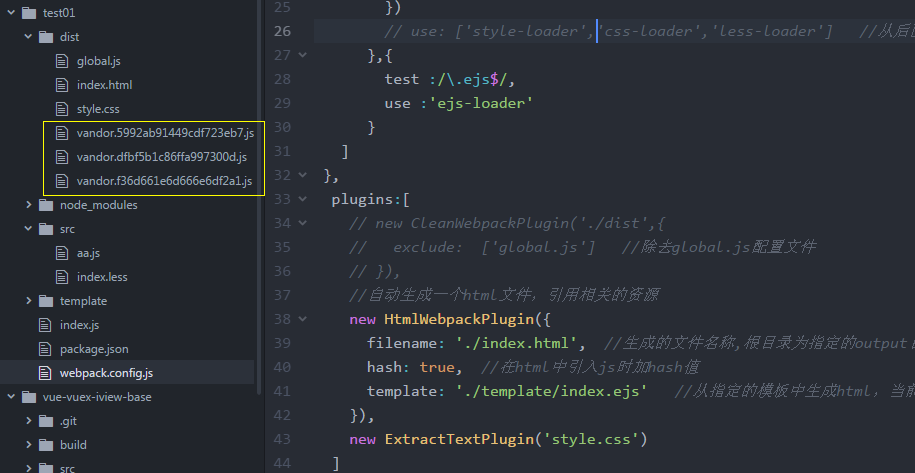 test01
dist
global.js
index.html
style.css
vandor.5992ab91449cdf723eb7.js
vandor.dfbf5b1c86ffa997300d.js
vandor.f36d661e6d666e6df2a1.js
node_modules
src
aa.js
index.less
template
index.js
package.json
webpack.config.js
vue-vuex-iview-base
.git
build
src
25 })
26 // use: ['style-loader','css-loader','less-loader'] //从后
27 },{
28 test :/\.ejs$/,
29 use :'ejs-loader'
30 }
31 ]
32 },
33 plugins:[
34 // new CleanWebpackPlugin('./dist',{
35 // exclude: ['global.js'] //除去global.js配置文件
36 // }),
37 //自动生成一个html文件，引用相关的资源
38 new HtmlWebpackPlugin({
39 filename: './index.html', //生成的文件名称,根目录为指定的output
40 hash: true, //在html中引入js时加hash值
41 template: './template/index.ejs' //从指定的模板中生成html，当前
42 }),
43 new ExtractTextPlugin('style.css')
44 ]